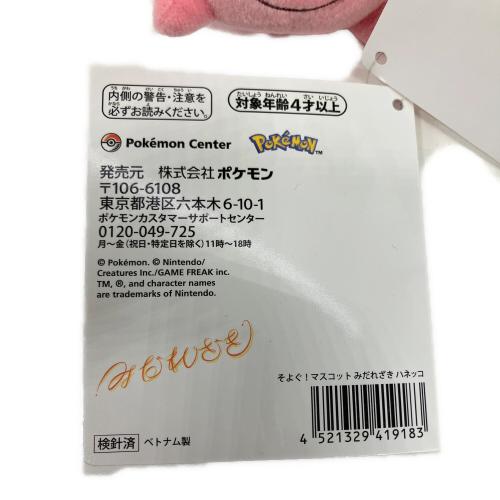 内側の警告・注意を
必ずお読みください。
対象年齢4才以上
Pokémon Center
POKÉMON™
発売元 株式会社ポケモン
〒106-6108
東京都港区六本木6-10-1
ポケモンカスタマーサポートセンター
0120-049-725
月〜金(祝日・特定日を除く)11時〜18時
© Pokémon. © Nintendo/
Creatures Inc./GAME FREAK inc.
TM, ®, and character names
are trademarks of Nintendo.
そよぐ!マスコット みだれざき ハネッコ
4 521329 419183
検針済 ベトナム製